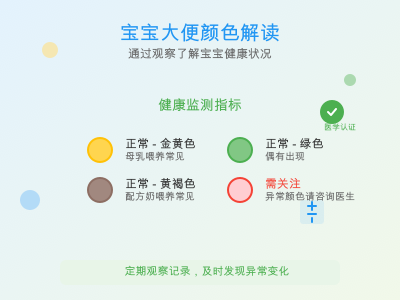 宝宝大便颜色解读
通过观察了解宝宝健康状况
健康监测指标
医学认证
正常 - 金黄色
母乳喂养常见
正常 - 绿色
偶有出现
正常 - 黄褐色
配方奶喂养常见
需关注
异常颜色请咨询医生
定期观察记录，及时发现异常变化